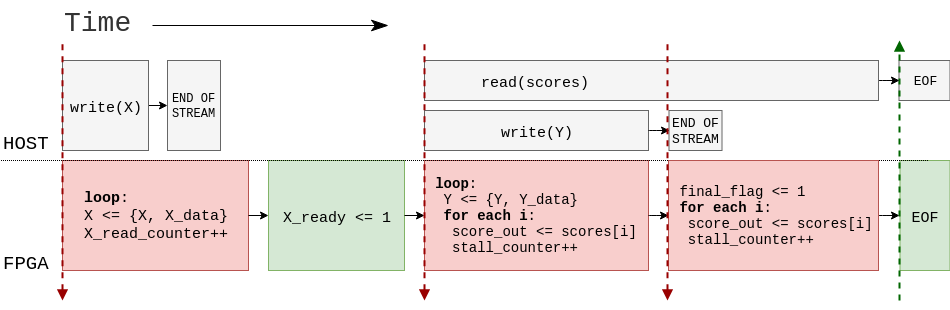 Time
write(X)
END OF
STREAM
read(scores)
EOF
write(Y)
END OF
STREAM
HOST
loop:
X <= {X, X_data}
X_read_counter++
X_ready <= 1
loop:
Y <= {Y, Y_data}
for each i:
score_out <= scores[i]
stall_counter++
final_flag <= 1
for each i:
score_out <= scores[i]
stall_counter++
EOF
FPGA